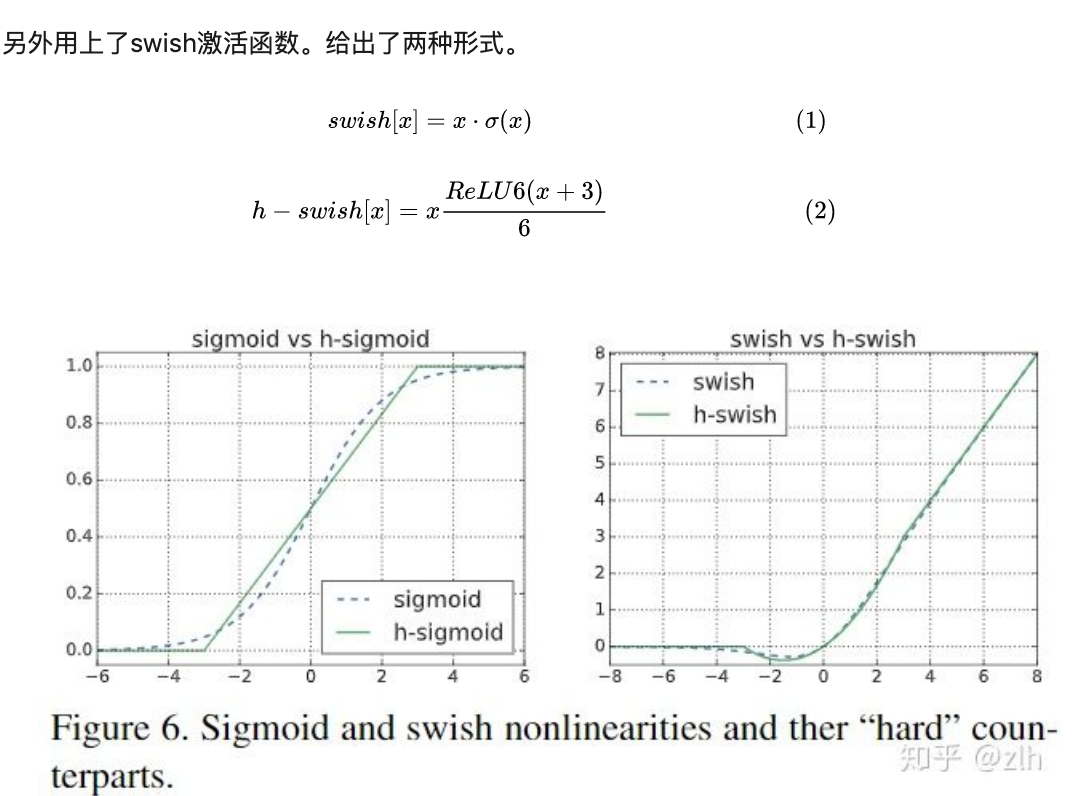 另外用上了swish激活函数。给出了两种形式。
swish[x] = x · σ(x) (1)
h − swish[x] = x ReLU6(x + 3) / 6 (2)
sigmoid vs h-sigmoid
1.0
0.8
0.6
0.4
0.2
0.0
sigmoid
h-sigmoid
−6 −4 −2 0 2 4 6
swish vs h-swish
8
7
6
5
4
3
2
1
0
swish
h-swish
−8 −6 −4 −2 0 2 4 6 8
Figure 6. Sigmoid and swish nonlinearities and ther “hard” coun-
terparts.
知乎 @zlh